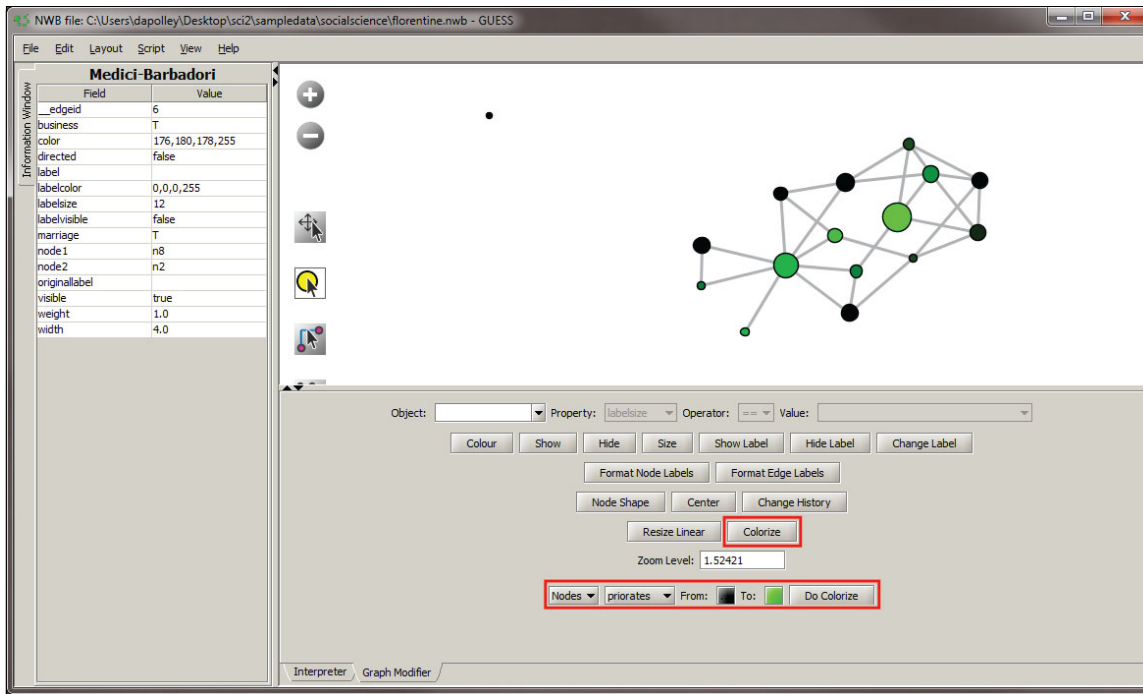 NWB file: C:\Users\dapolley\Desktop\sci2\sampledata\socialscience\florentine.nwb - GUESS
File Edit Layout Script View Help
Information Window
Medici-Barbadori
Field Value
__edgeid 6
business T
color 176,180,178,255
directed false
label
labelcolor 0,0,0,255
labelsize 12
labelvisible false
marriage T
node1 n8
node2 n2
originallabel
visible true
weight 1.0
width 4.0
Object: Property: labelsize Operator: == Value:
Colour Show Hide Size Show Label Hide Label Change Label
Format Node Labels Format Edge Labels
Node Shape Center Change History
Resize Linear Colorize
Zoom Level: 1.52421
Nodes priorates From: To: Do Colorize
Interpreter Graph Modifier